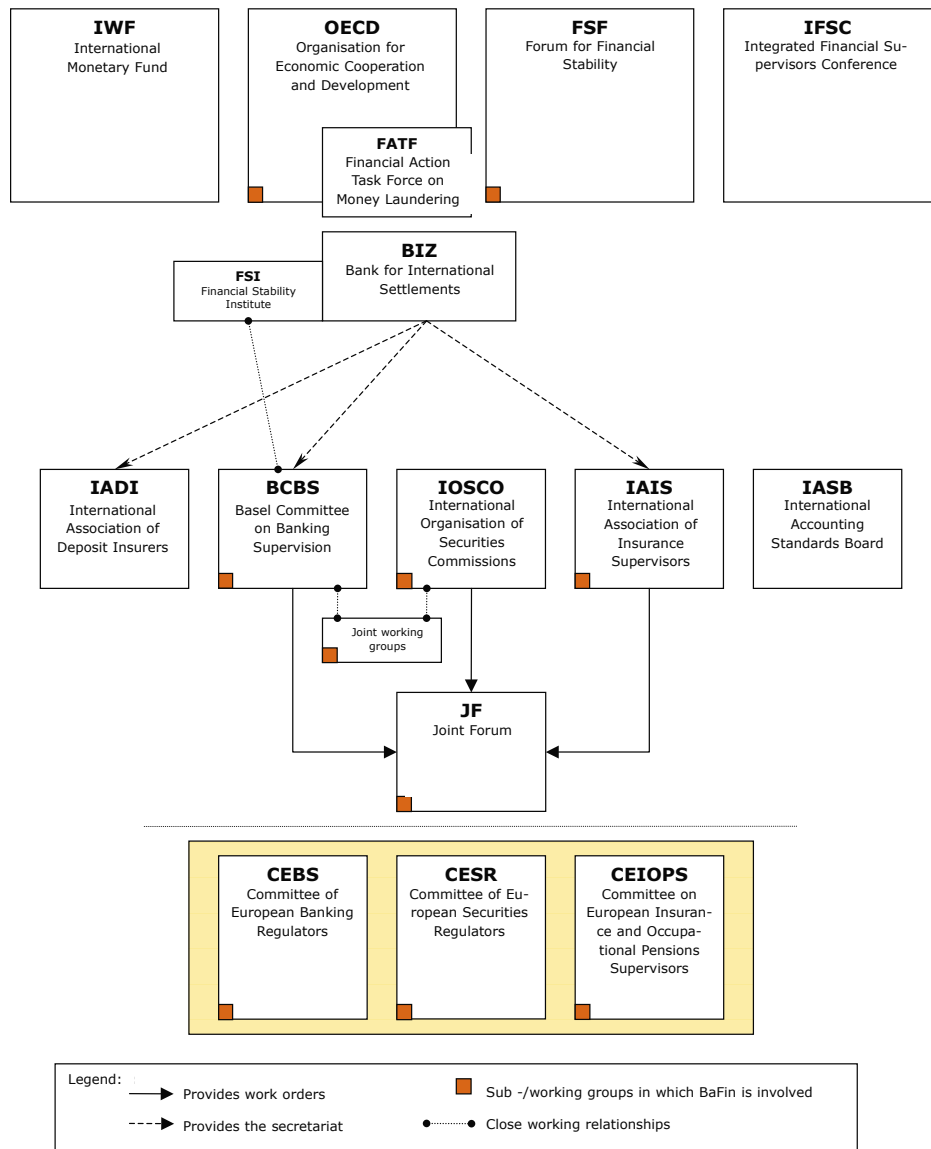 IWF
International
Monetary Fund
OECD
Organisation for
Economic Cooperation
and Development
FSF
Forum for Financial
Stability
IFSC
Integrated Financial Su-
pervisors Conference
FATF
Financial Action
Task Force on
Money Laundering
BIZ
Bank for International
Settlements
FSI
Financial Stability
Institute
IADI
International
Association of
Deposit Insurers
BCBS
Basel Committee
on Banking
Supervision
IOSCO
International
Organisation of
Securities
Commissions
IAIS
International
Association of
Insurance
Supervisors
IASB
International
Accounting
Standards Board
Joint working
groups
JF
Joint Forum
CEBS
Committee of
European Banking
Regulators
CESR
Committee of Eu-
ropean Securities
Regulators
CEIOPS
Committee on
European Insuran-
ce and Occupa-
tional Pensions
Supervisors
Legend:
Provides work orders
Sub -/working groups in which BaFin is involved
Provides the secretariat
Close working relationships